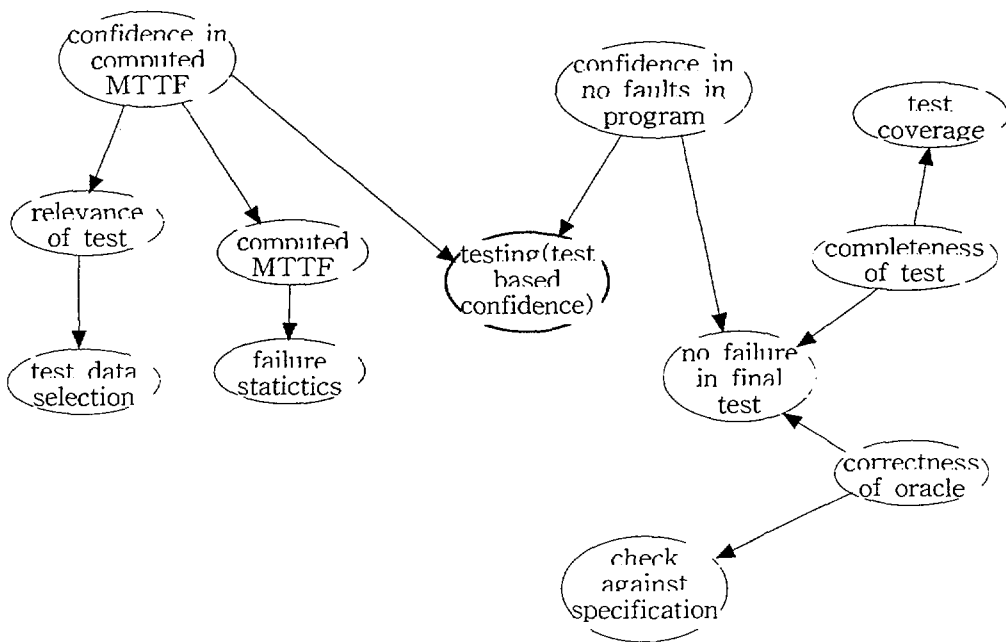 confidence in
computed
MTTF
confidence in
no faults in
program
test
coverage
relevance
of test
computed
MTTF
testing(test
based
confidence)
completeness
of test
test data
selection
failure
statictics
no failure
in final
test
correctness
of oracle
check
against
specification